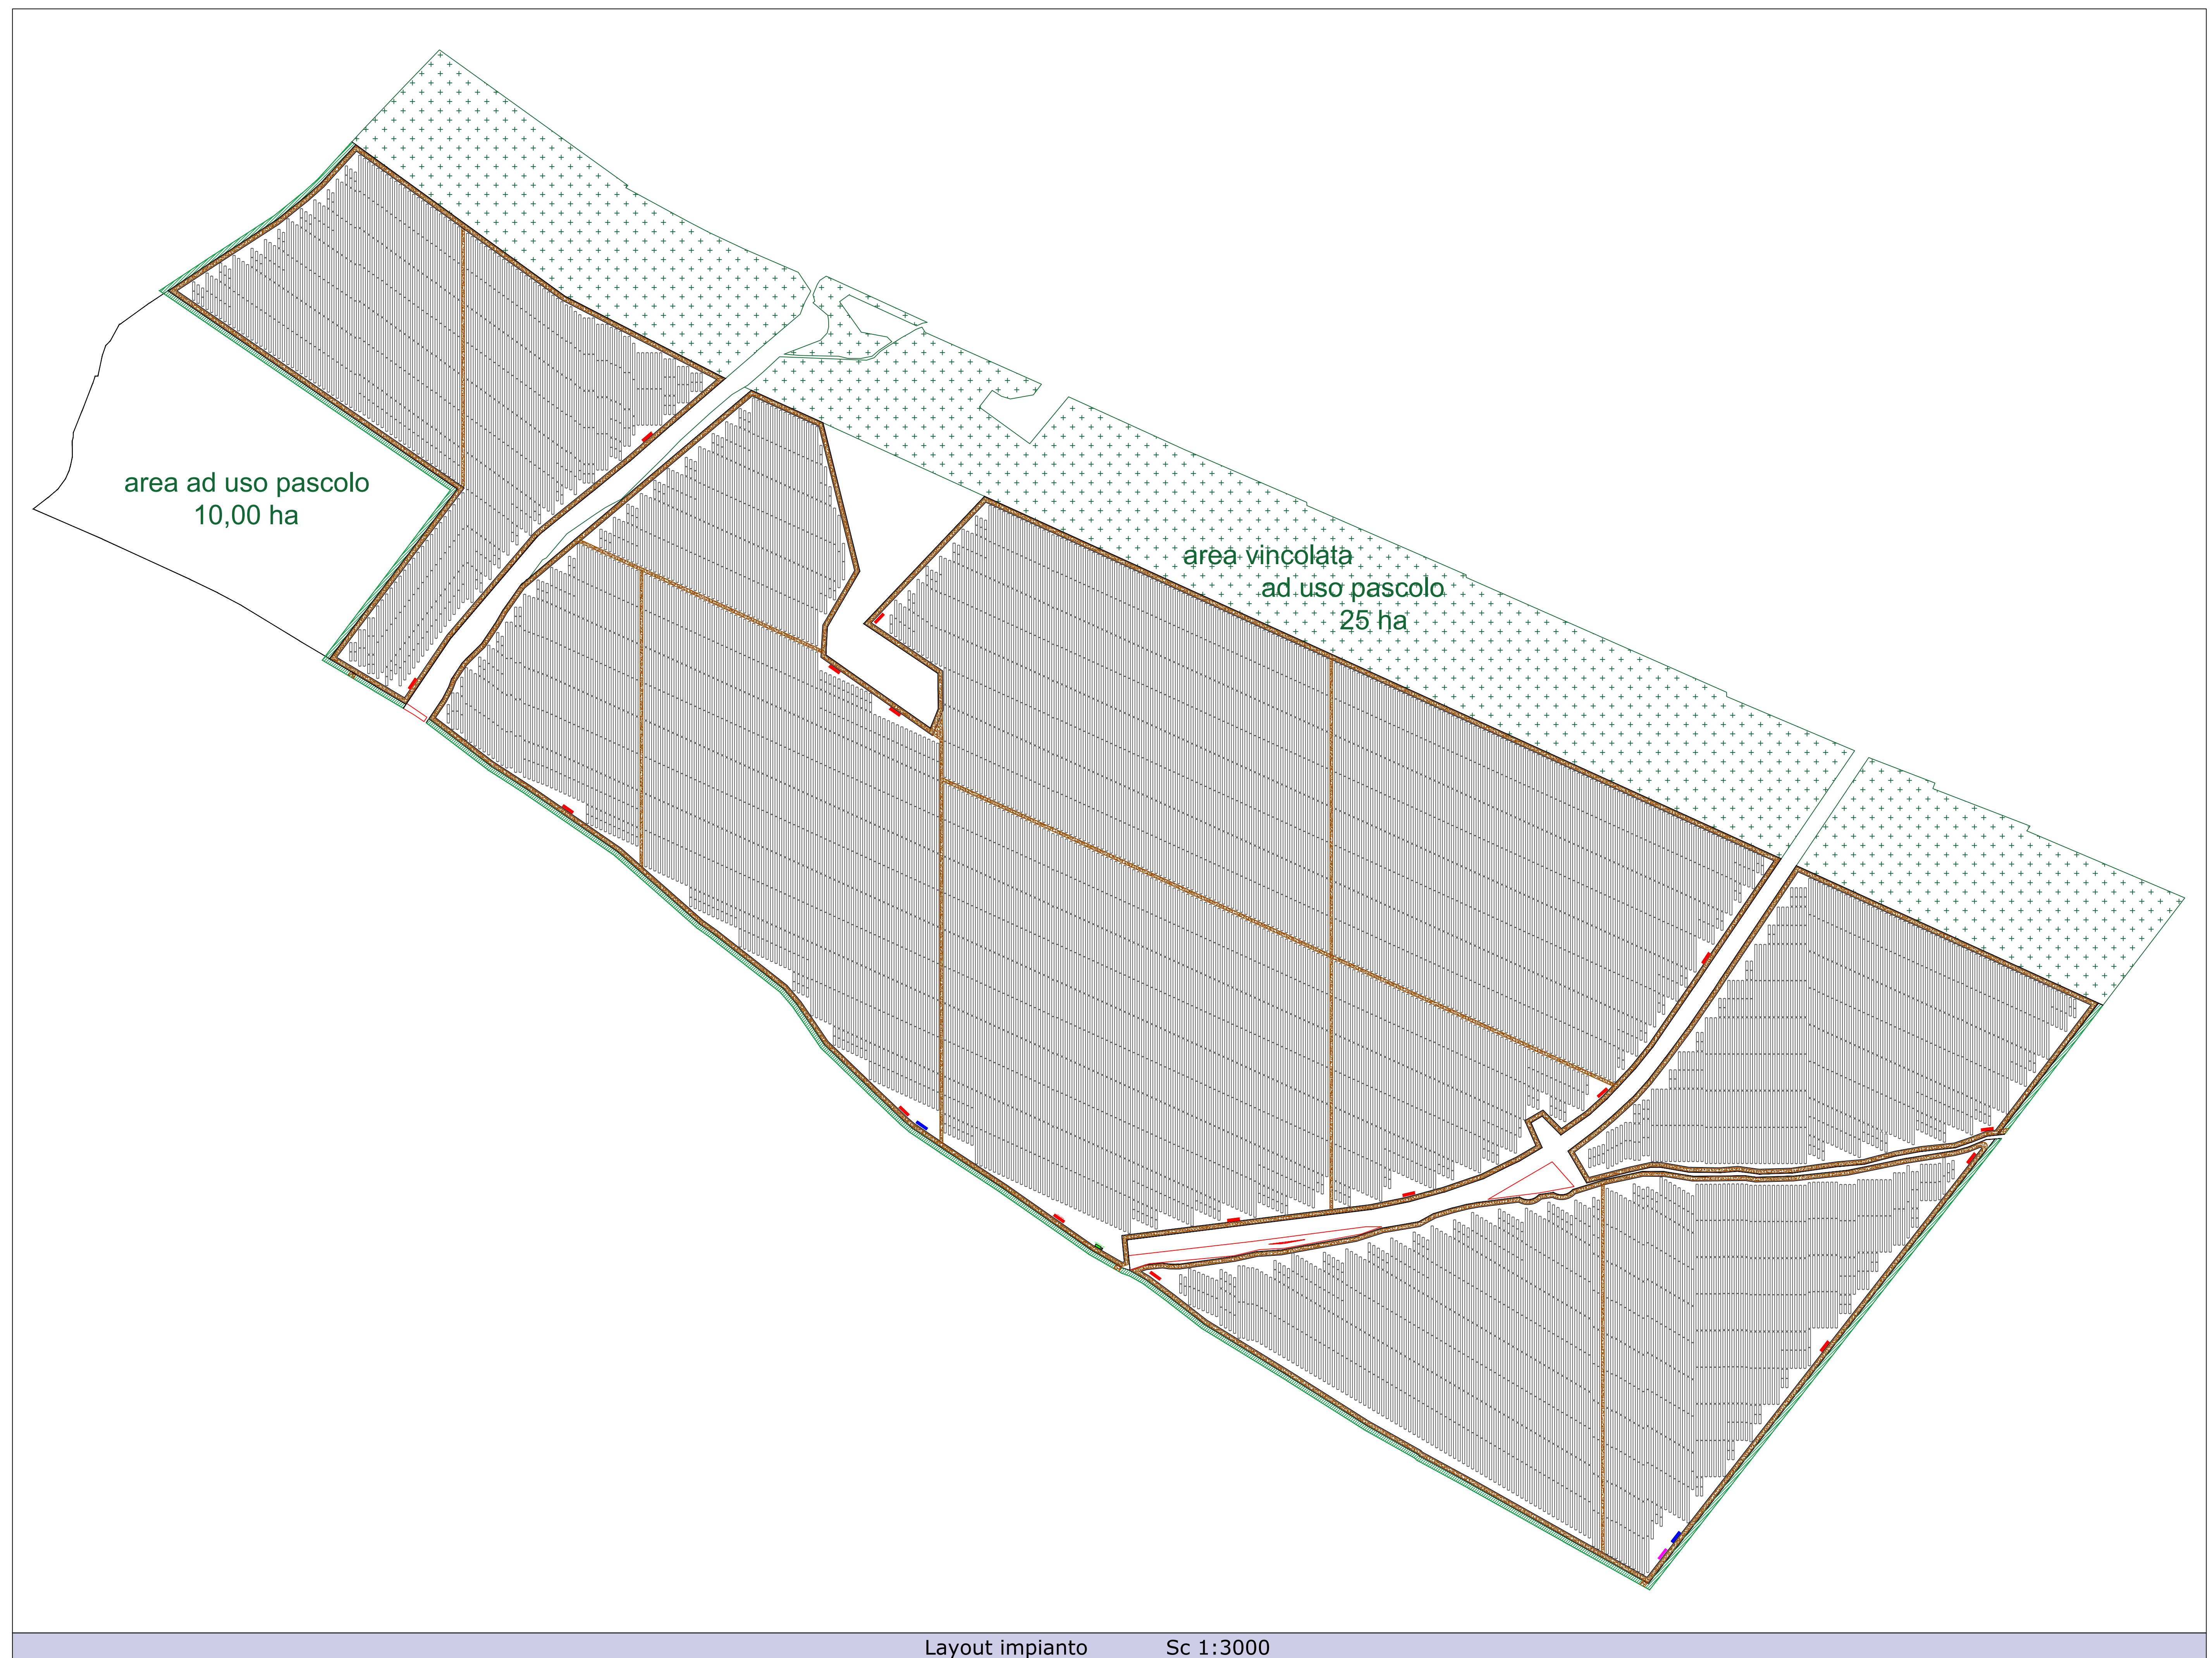 area ad uso pascolo
10,00 ha
area vincolata
ad uso pascolo
25 ha
Layout impianto Sc 1:3000